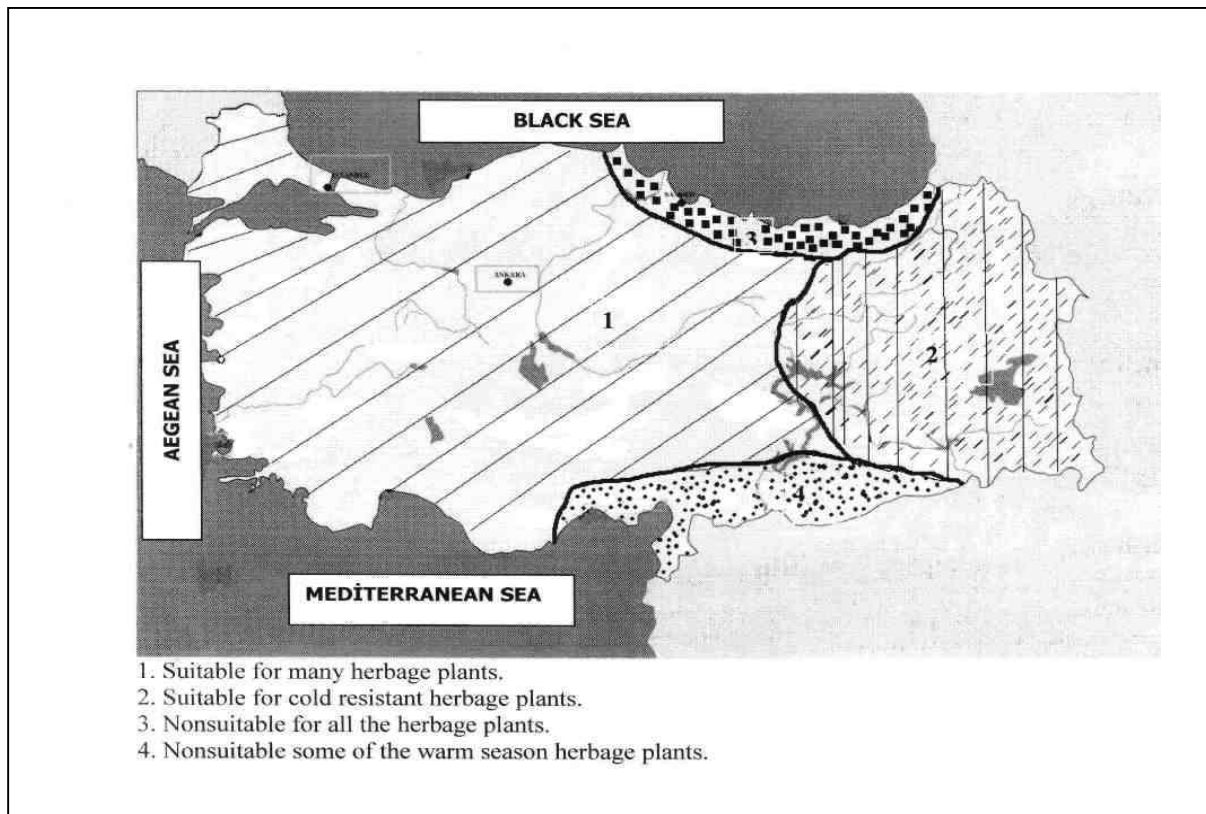 BLACK SEA
3
ANKARA
1
2
AEGEAN SEA
4
MEDİTERRANEAN SEA
1. Suitable for many herbage plants.
2. Suitable for cold resistant herbage plants.
3. Nonsuitable for all the herbage plants.
4. Nonsuitable some of the warm season herbage plants.